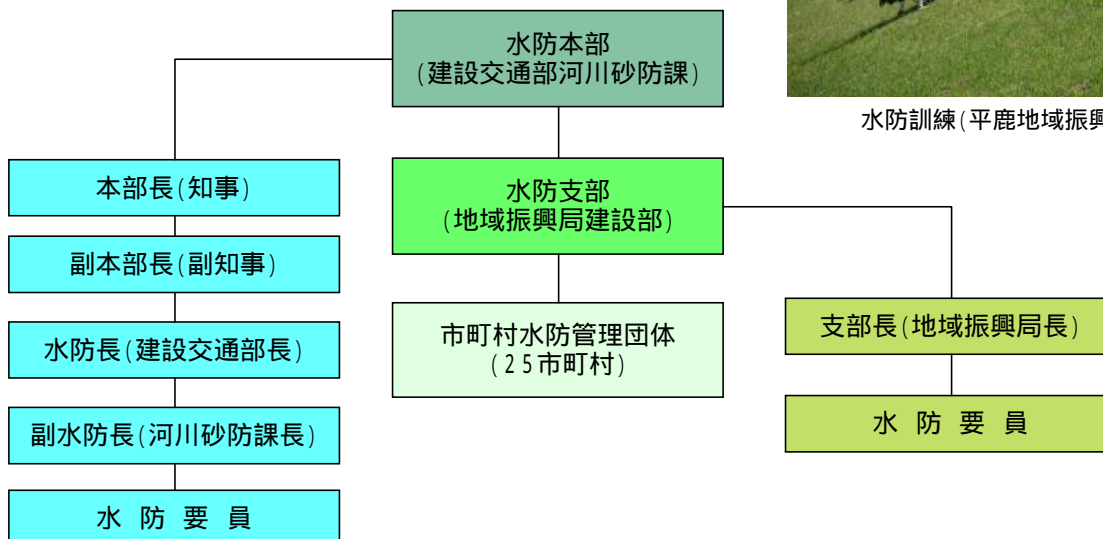 水防本部
(建設交通部河川砂防課)
水防訓練(平鹿地域振興
本部長(知事)
副本部長(副知事)
水防長(建設交通部長)
副水防長(河川砂防課長)
水 防 要 員
水防支部
(地域振興局建設部)
市町村水防管理団体
(25市町村)
支部長(地域振興局長)
水 防 要 員